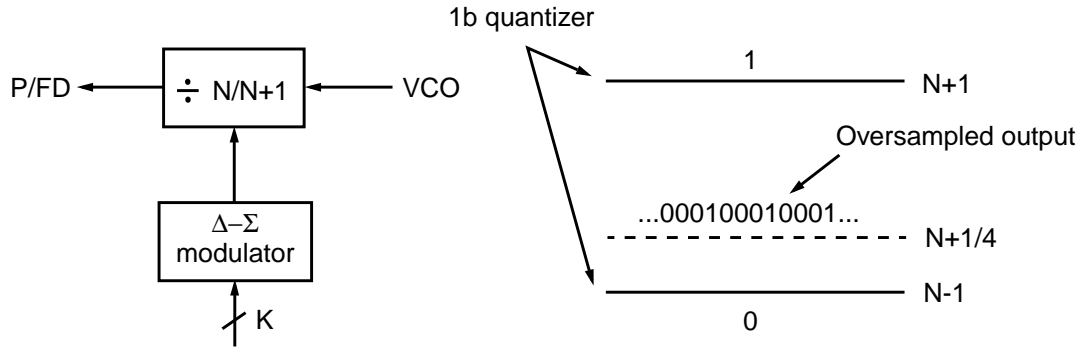 1b quantizer
P/FD
÷ N/N+1
VCO
Δ–Σ
modulator
K
1
N+1
Oversampled output
...000100010001...
N+1/4
N-1
0